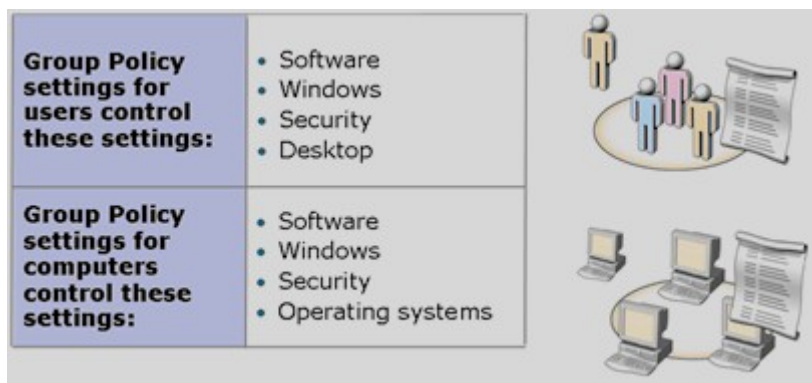 Group Policy
settings for
users control
these settings:
• Software
• Windows
• Security
• Desktop
Group Policy
settings for
computers
control these
settings:
• Software
• Windows
• Security
• Operating systems